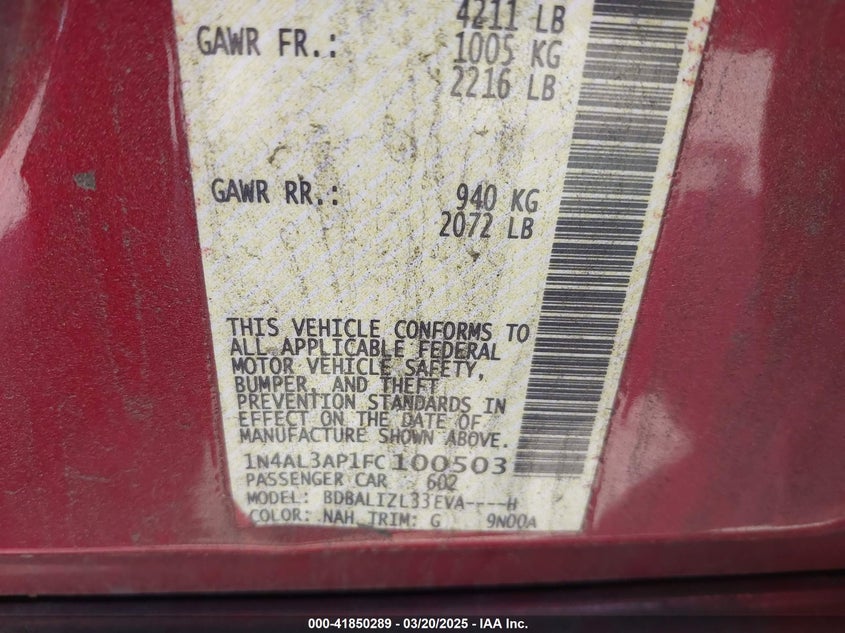 4211 LB
GAWR FR.: 1005 KG
2216 LB
GAWR RR.: 940 KG
2072 LB
THIS VEHICLE CONFORMS TO
ALL APPLICABLE FEDERAL
MOTOR VEHICLE SAFETY,
BUMPER, AND THEFT
PREVENTION STANDARDS IN
EFFECT ON THE DATE OF
MANUFACTURE SHOWN ABOVE.
1N4AL3AP1FC100503
PASSENGER CAR 602
MODEL: BDBALIZL33EVA----H
COLOR: NAH TRIM: G 9N00A
000-41850289 - 03/20/2025 - IAA Inc.